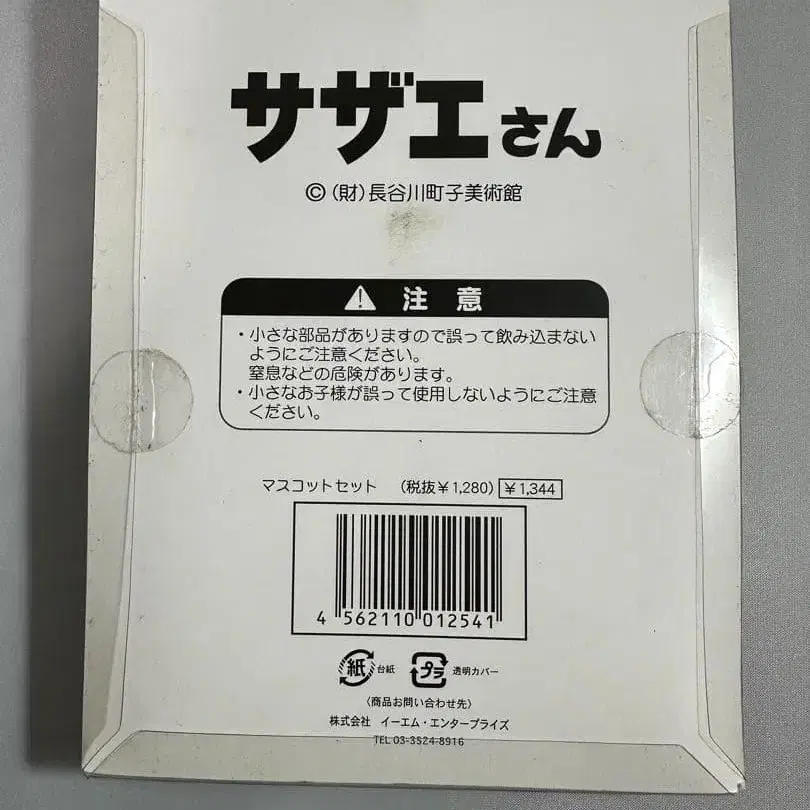 サザエさん
©(財)長谷川町子美術館
⚠ 注 意
・小さな部品がありますので誤って飲み込まない
ようにご注意ください。
窒息などの危険があります。
・小さなお子様が誤って使用しないようにご注意
ください。
マスコットセット (税抜¥1,280) ¥1,344
4 562110 012541
紙 台紙 プラ 透明カバー
〈商品お問い合わせ先〉
株式会社 イーエム・エンタープライズ
TEL 03-3524-8916